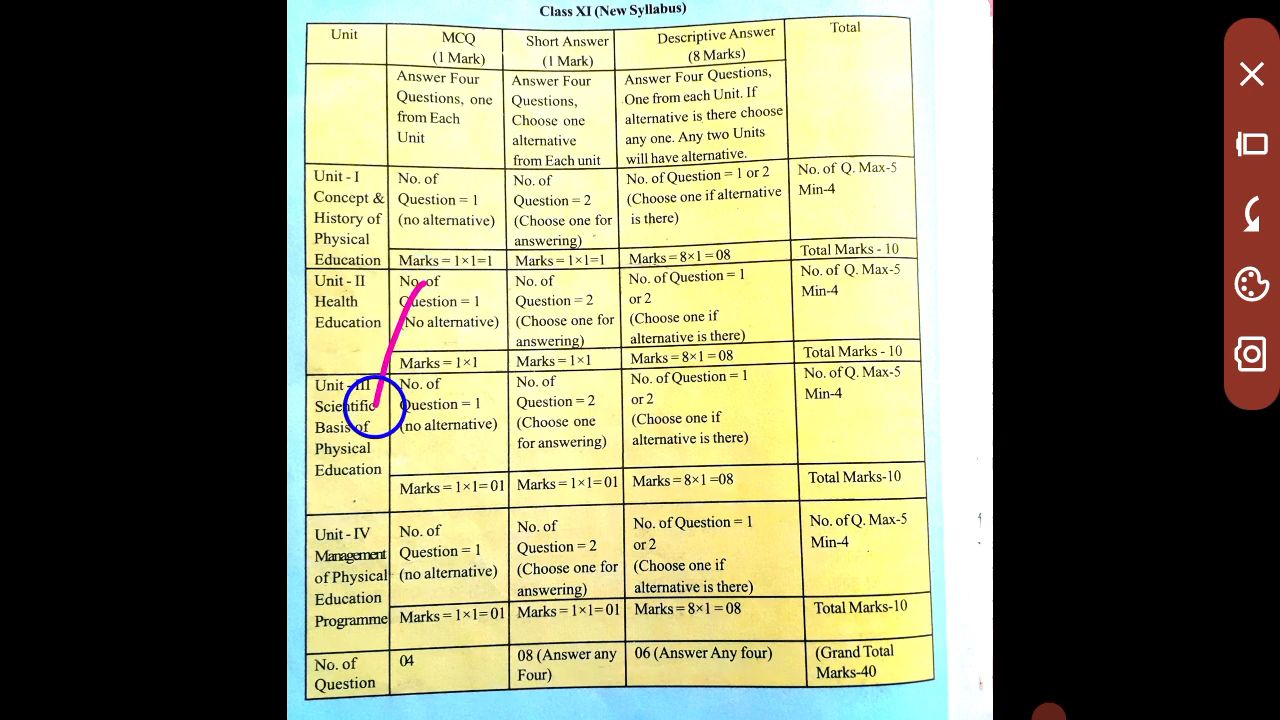 Class XI (New Syllabus)
Unit
MCQ
(1 Mark)
Short Answer
(1 Mark)
Descriptive Answer
(8 Marks)
Total
Answer Four
Questions, one
from Each
Unit
Answer Four
Questions,
Choose one
alternative
from Each unit
Answer Four Questions,
One from each Unit. If
alternative is there choose
any one. Any two Units
will have alternative.
Unit - I
Concept &
History of
Physical
Education
No. of
Question = 1
(no alternative)
Marks = 1×1=1
No. of
Question = 2
(Choose one for
answering)
Marks = 1×1=1
No. of Question = 1 or 2
(Choose one if alternative
is there)
Marks = 8×1 = 08
No. of Q. Max-5
Min-4
Total Marks - 10
Unit - II
Health
Education
No. of
Question = 1
(No alternative)
Marks = 1×1
No. of
Question = 2
(Choose one for
answering)
Marks = 1×1
No. of Question = 1
or 2
(Choose one if
alternative is there)
Marks = 8×1 = 08
No. of Q. Max-5
Min-4
Total Marks - 10
Unit - III
Scientific
Basis of
Physical
Education
No. of
Question = 1
(no alternative)
Marks = 1×1= 01
No. of
Question = 2
(Choose one
for answering)
Marks = 1×1= 01
No. of Question = 1
or 2
(Choose one if
alternative is there)
Marks = 8×1 =08
No. of Q. Max-5
Min-4
Total Marks-10
Unit - IV
Management
of Physical
Education
Programme
No. of
Question = 1
(no alternative)
Marks = 1×1= 01
No. of
Question = 2
(Choose one for
answering)
Marks = 1×1= 01
No. of Question = 1
or 2
(Choose one if
alternative is there)
Marks = 8×1 = 08
No. of Q. Max-5
Min-4
Total Marks-10
No. of
Question
04
08 (Answer any
Four)
06 (Answer Any four)
(Grand Total
Marks-40